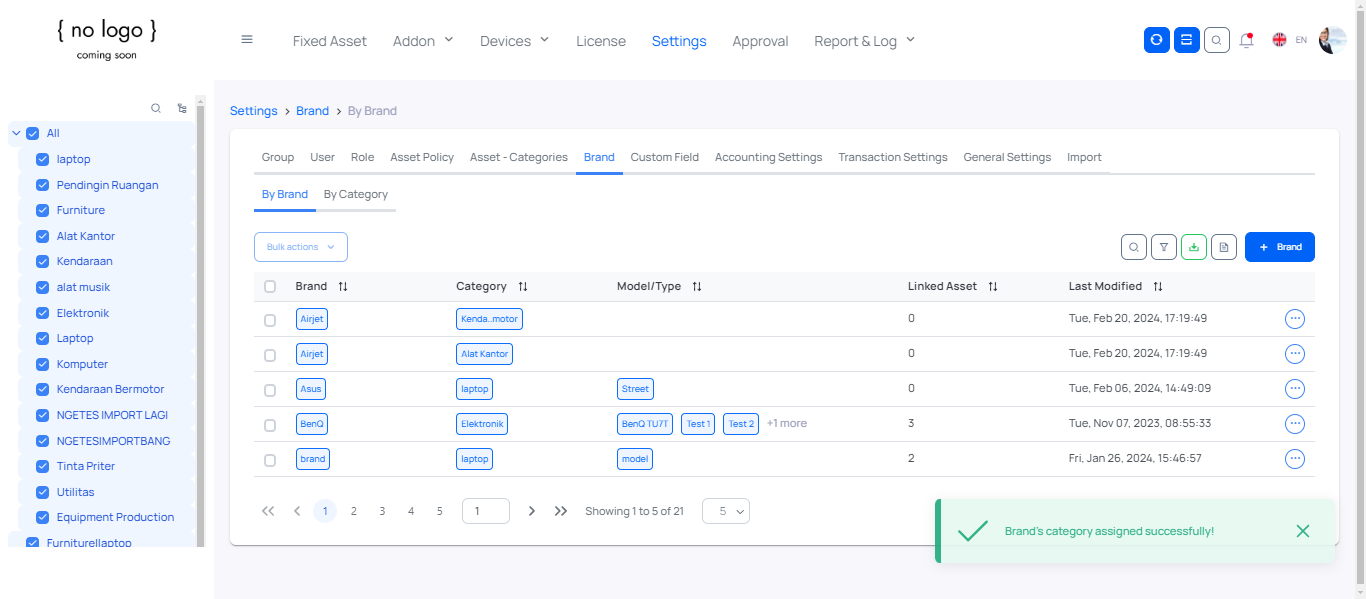 { no logo }
coming soon
Fixed Asset Addon Devices License Settings Approval Report & Log EN
All
laptop
Pendingin Ruangan
Furniture
Alat Kantor
Kendaraan
alat musik
Elektronik
Laptop
Komputer
Kendaraan Bermotor
NGETES IMPORT LAGI
NGETESIMPORTBANG
Tinta Priter
Utilitas
Equipment Production
Furniturellaptop
Settings > Brand > By Brand
Group User Role Asset Policy Asset - Categories Brand Custom Field Accounting Settings Transaction Settings General Settings Import
By Brand By Category
Bulk actions + Brand
Brand Category Model/Type Linked Asset Last Modified
Airjet Kenda..motor 0 Tue, Feb 20, 2024, 17:19:49
Airjet Alat Kantor 0 Tue, Feb 20, 2024, 17:19:49
Asus laptop Street 0 Tue, Feb 06, 2024, 14:49:09
BenQ Elektronik BenQ TU7T Test 1 Test 2 +1 more 3 Tue, Nov 07, 2023, 08:55:33
brand laptop model 2 Fri, Jan 26, 2024, 15:46:57
1 2 3 4 5 1 Showing 1 to 5 of 21 5
Brand's category assigned successfully!